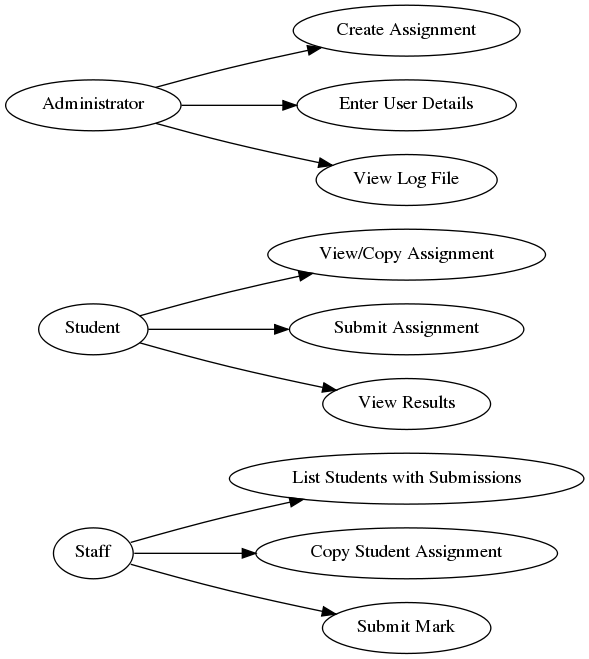 Create Assignment
Administrator
Enter User Details
View Log File
View/Copy Assignment
Student
Submit Assignment
View Results
List Students with Submissions
Staff
Copy Student Assignment
Submit Mark